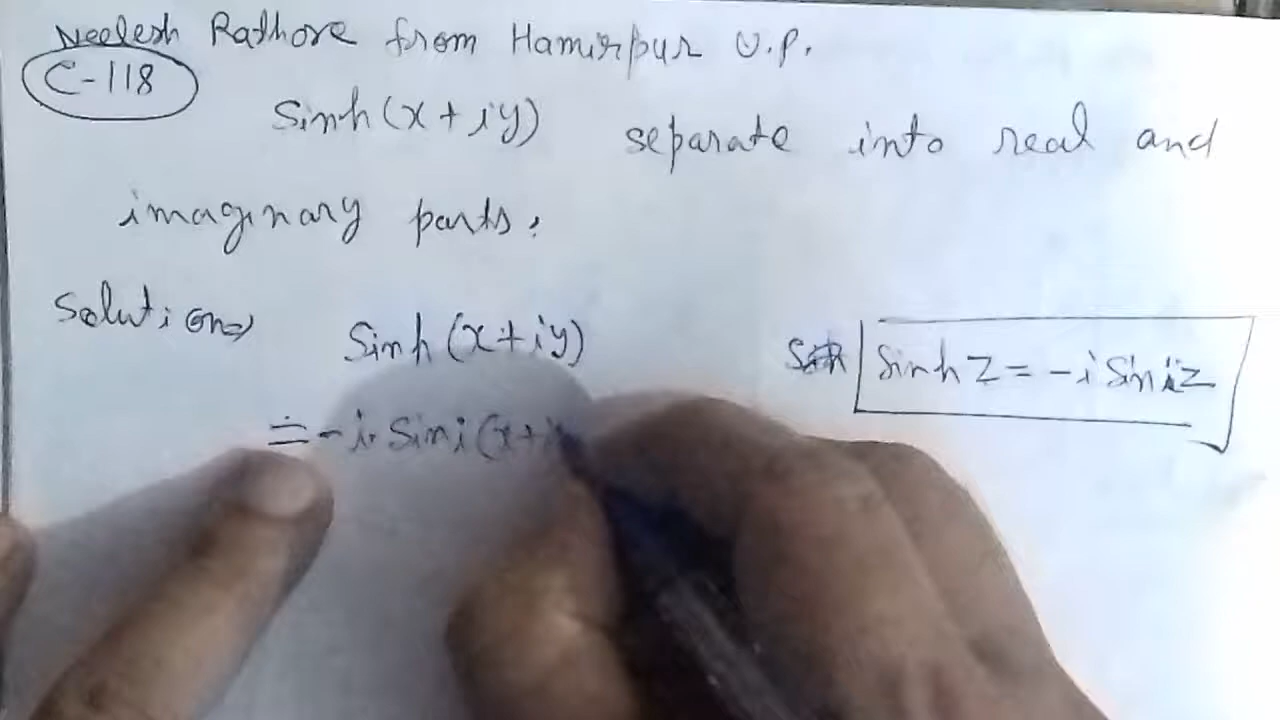 Neelesh Rathore from Hamirpur U.P.
C-118
Sinh(x+iy) separate into real and
imaginary parts.
Solution⇒
Sinh(x+iy)
Sinh Z = -i Sin iz
= -i. Sin i(x+i